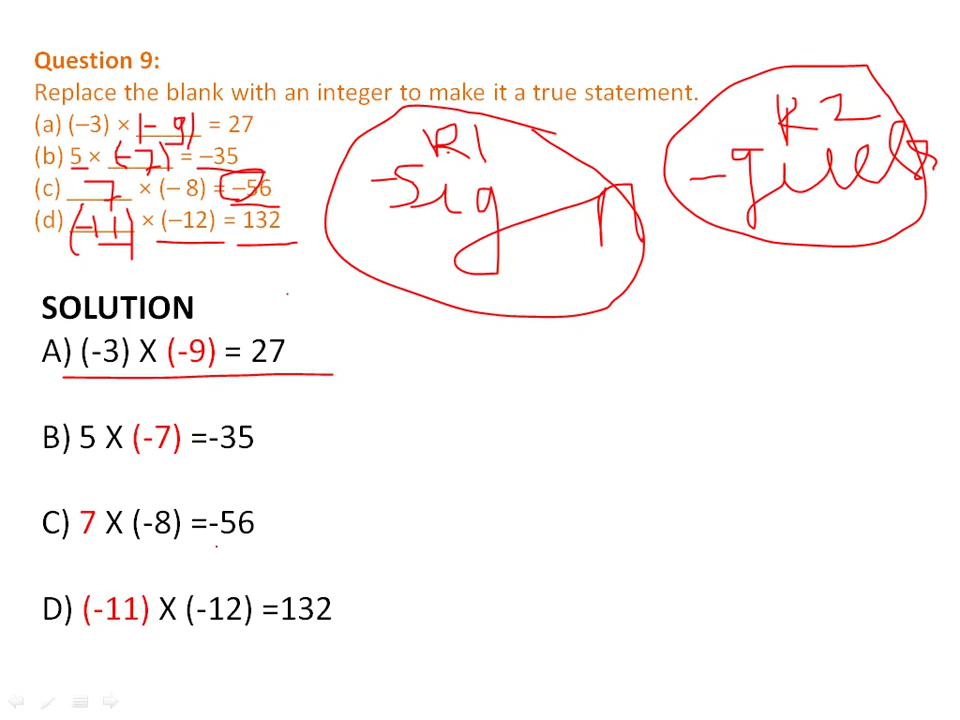 Question 9:
Replace the blank with an integer to make it a true statement.
(a) (–3) × (-9) = 27
(b) 5 × (-7) = –35
(c) 7 × (– 8) = –56
(d) (-11) × (–12) = 132
R1
-Sign
R2
SOLUTION
A) (-3) X (-9) = 27
B) 5 X (-7) =-35
C) 7 X (-8) =-56
D) (-11) X (-12) =132